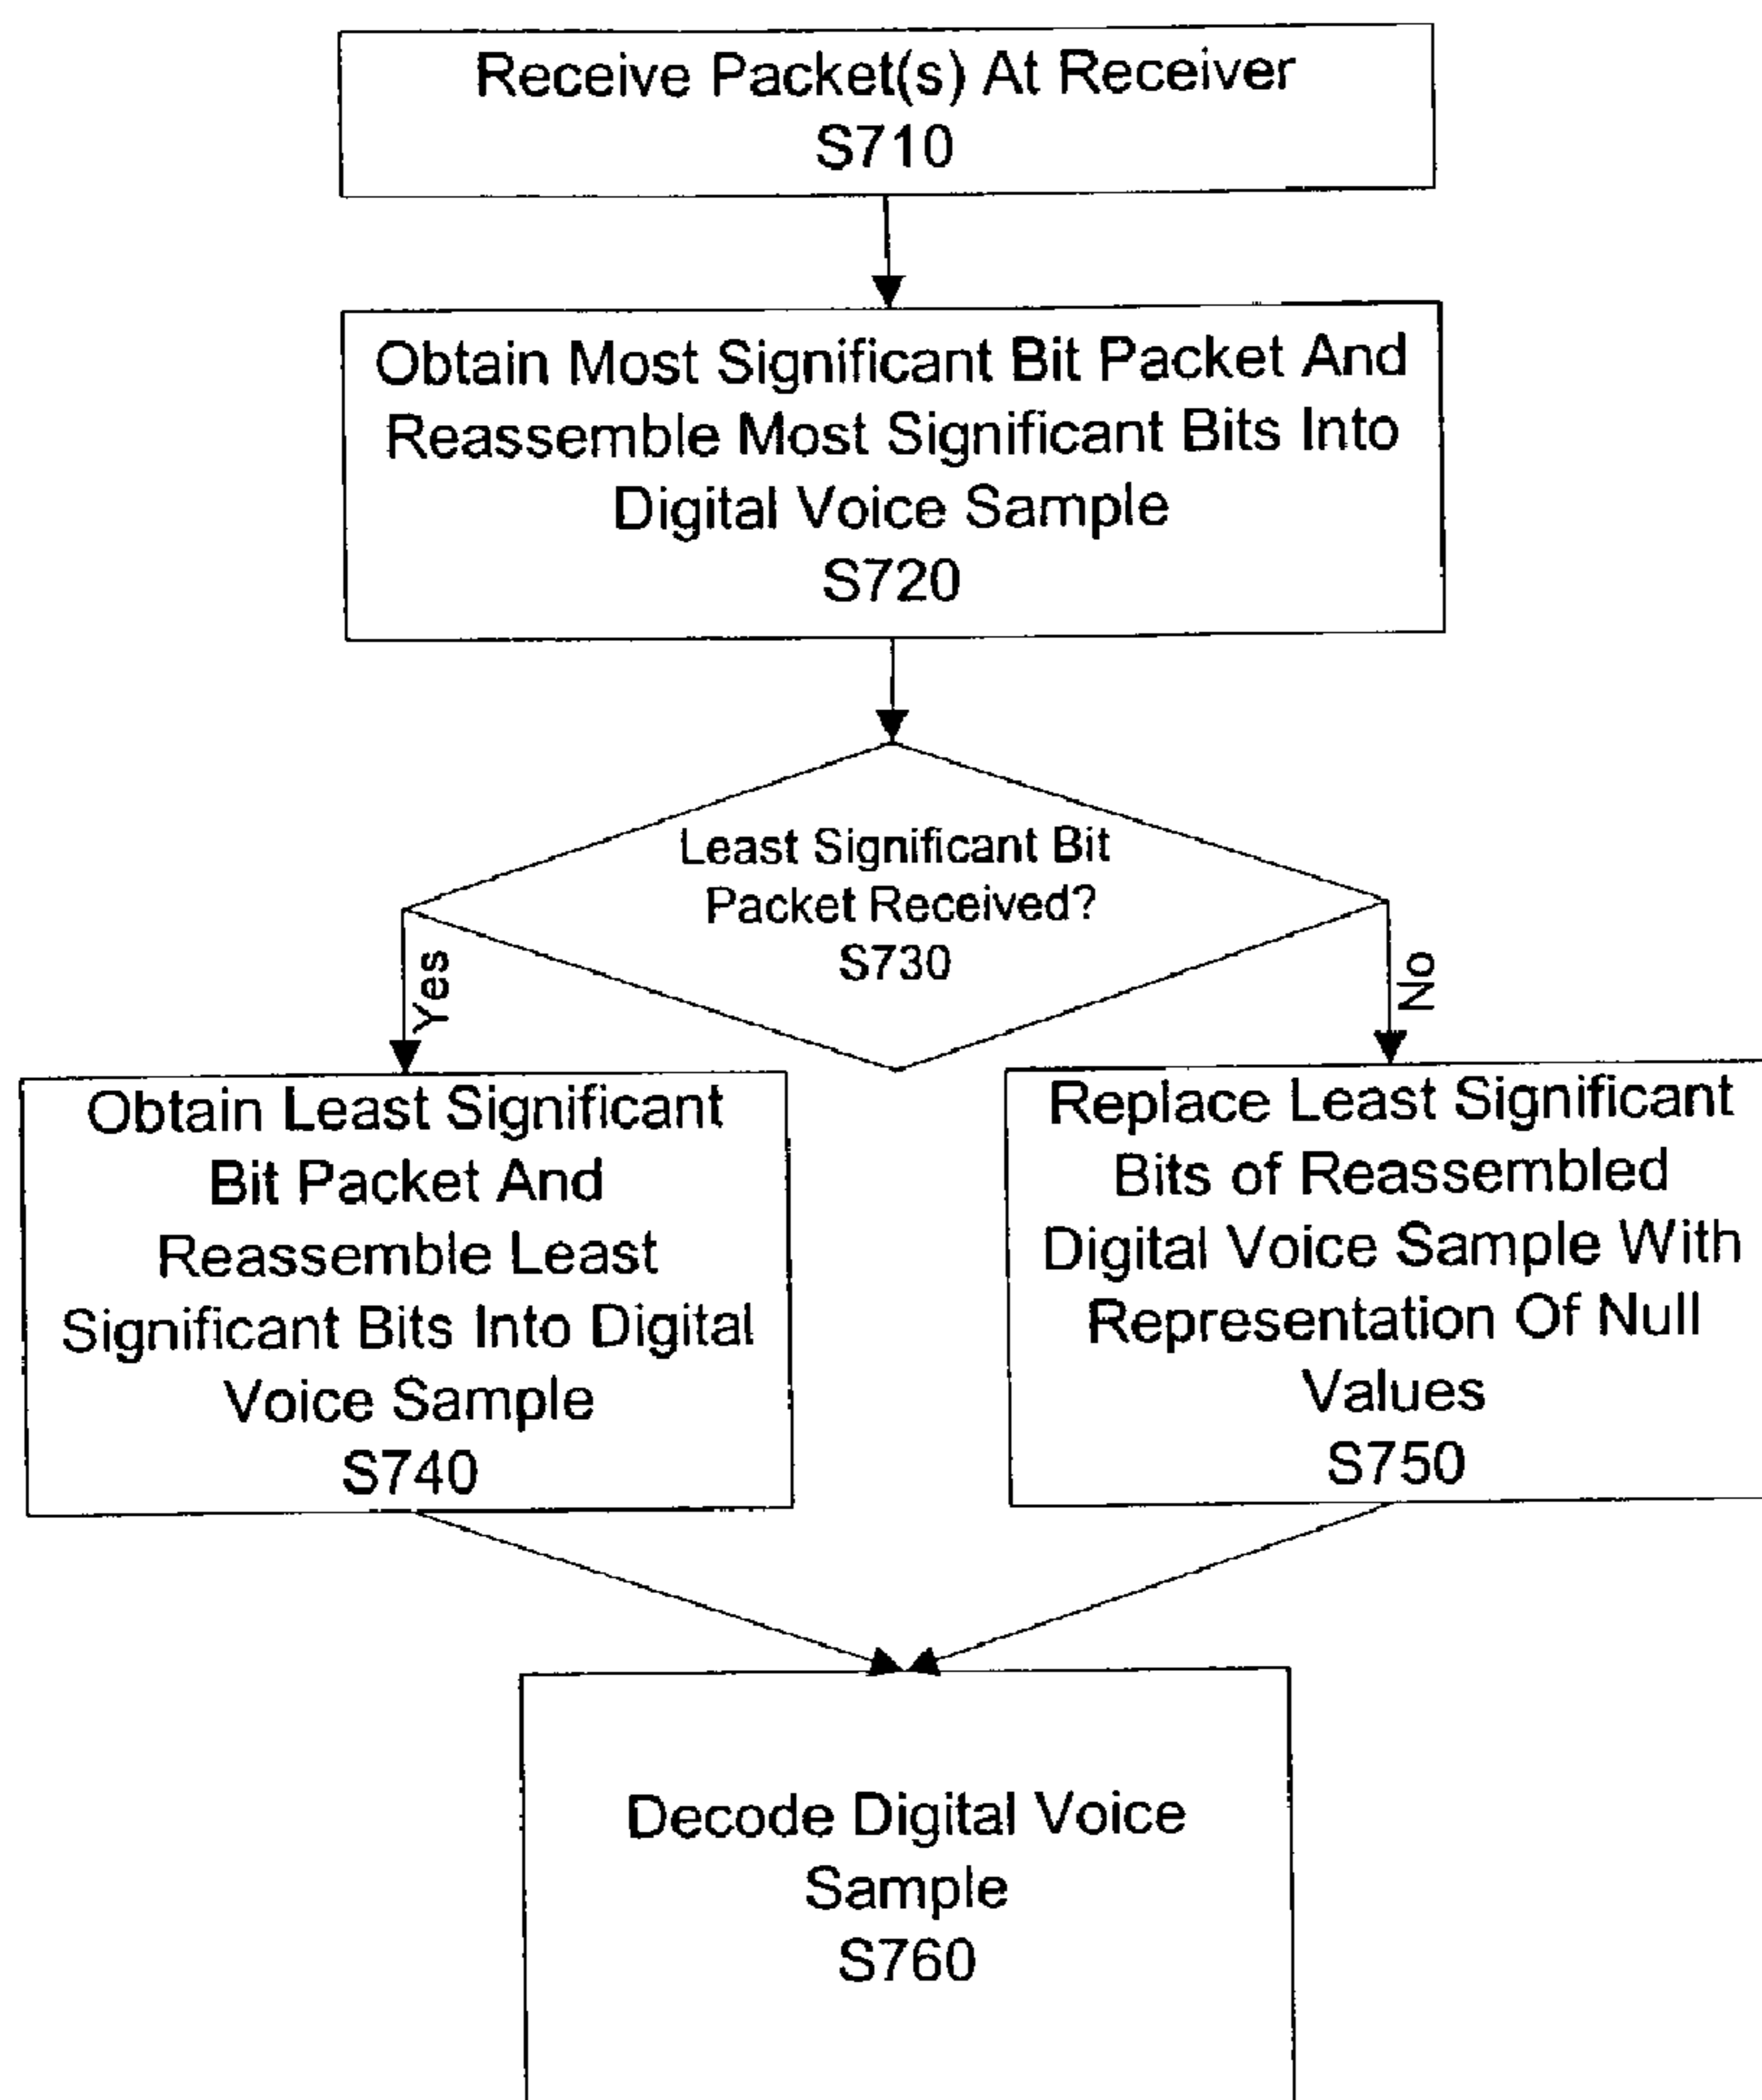 Receive Packet(s) At Receiver
S710
Obtain Most Significant Bit Packet And
Reassemble Most Significant Bits Into
Digital Voice Sample
S720
Least Significant Bit
Packet Received?
S730
Yes
No
Obtain Least Significant
Bit Packet And
Reassemble Least
Significant Bits Into Digital
Voice Sample
S740
Replace Least Significant
Bits of Reassembled
Digital Voice Sample With
Representation Of Null
Values
S750
Decode Digital Voice
Sample
S760